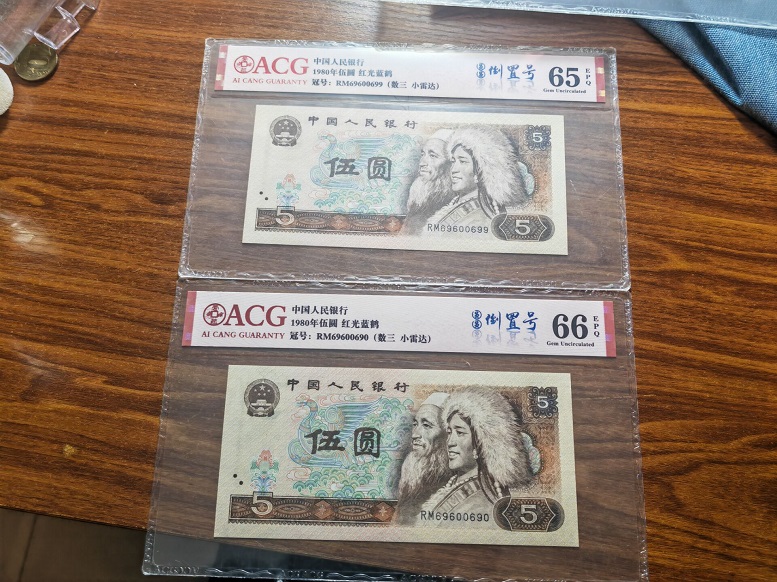 ACG
AI CANG GUARANTY
中国人民银行
1980年伍圆 红光蓝鹤
冠号：RM69600699（数三 小雷达）
倒置号
65 EPQ
Gem Uncirculated
中国人民银行
伍圆
5
5
5
RM69600699
ACG
AI CANG GUARANTY
中国人民银行
1980年伍圆 红光蓝鹤
冠号：RM69600690（数三 小雷达）
倒置号
66 EPQ
Gem Uncirculated
中国人民银行
伍圆
5
5
5
RM69600690